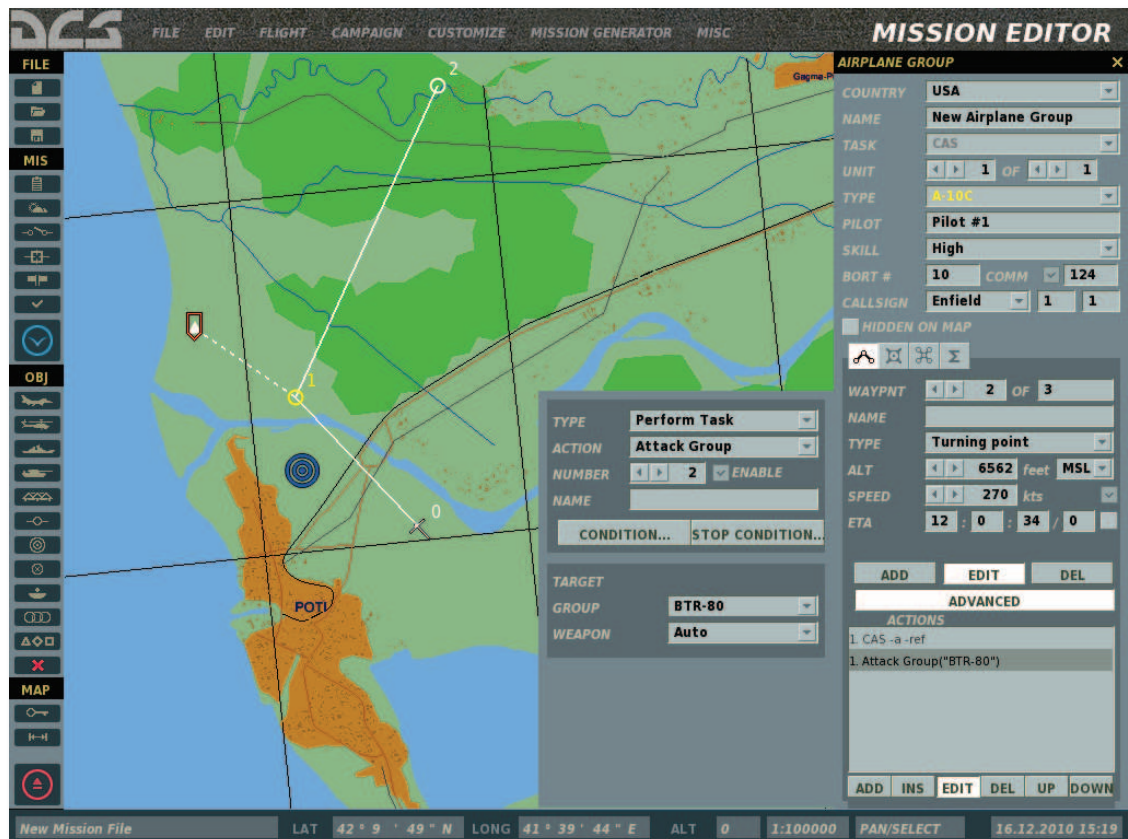 DCS FILE EDIT FLIGHT CAMPAIGN CUSTOMIZE MISSION GENERATOR MISC MISSION EDITOR
FILE
MIS
OBJ
MAP
2
1
0
POTI
AIRPLANE GROUP X
COUNTRY USA
NAME New Airplane Group
TASK CAS
UNIT 1 OF 1
TYPE A-10C
PILOT Pilot #1
SKILL High
BORT # 10 COMM 124
CALLSIGN Enfield 1 1
HIDDEN ON MAP
Σ
WAYPNT 2 OF 3
NAME
TYPE Turning point
ALT 6562 feet MSL
SPEED 270 kts
ETA 12 : 0 : 34 / 0
ADD EDIT DEL
ADVANCED
ACTIONS
1. CAS -a -ref
1. Attack Group("BTR-80")
ADD INS EDIT DEL UP DOWN
TYPE Perform Task
ACTION Attack Group
NUMBER 2 ENABLE
NAME
CONDITION... STOP CONDITION...
TARGET
GROUP BTR-80
WEAPON Auto
New Mission File LAT 42 ° 9 ' 49 " N LONG 41 ° 39 ' 44 " E ALT 0 1:100000 PAN/SELECT 16.12.2010 15:19